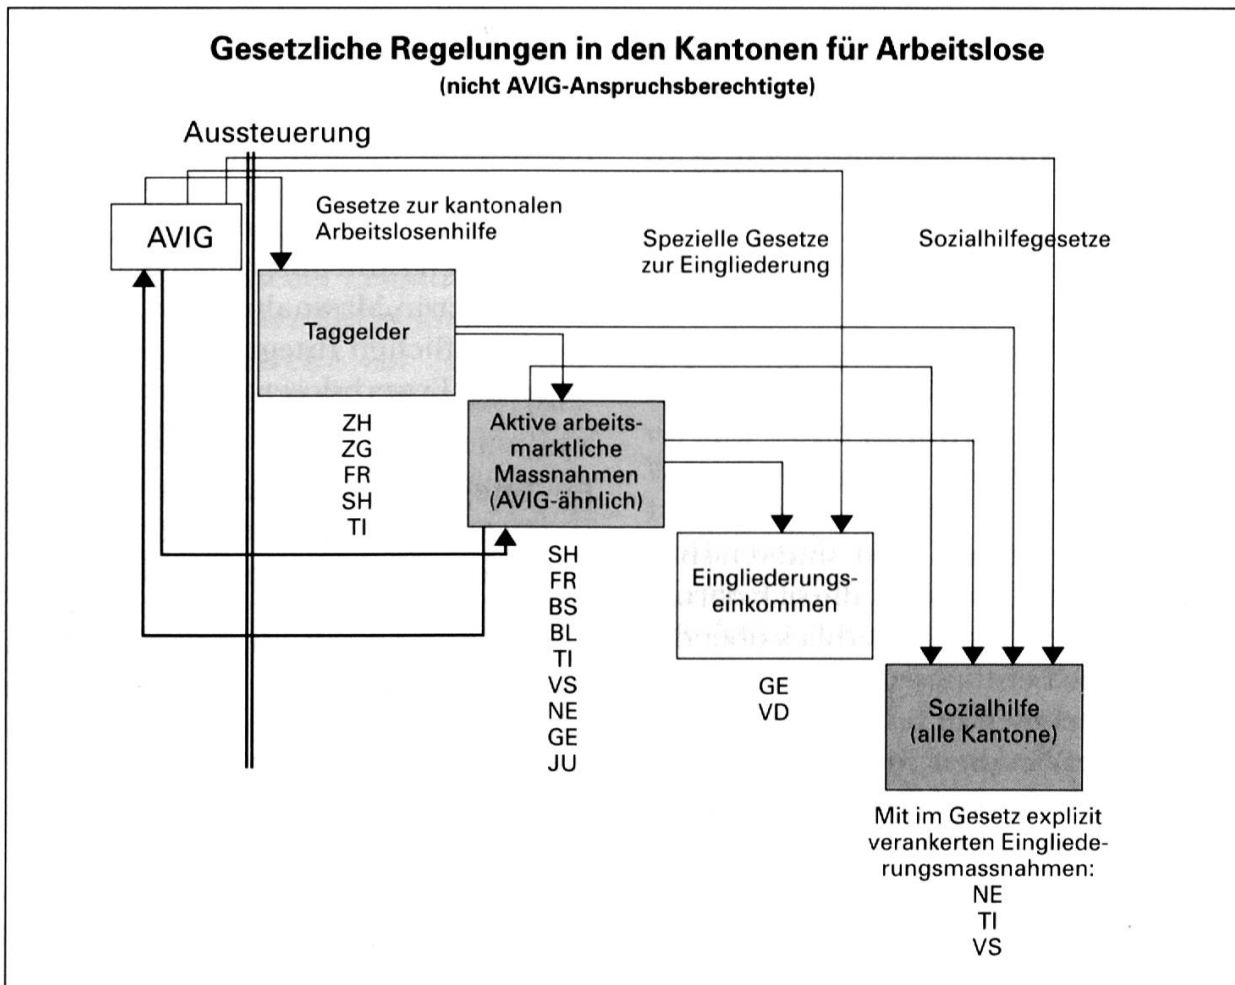 Gesetzliche Regelungen in den Kantonen für Arbeitslose
(nicht AVIG-Anspruchsberechtigte)
Aussteuerung
AVIG
Gesetze zur kantonalen
Arbeitslosenhilfe
Spezielle Gesetze
zur Eingliederung
Sozialhilfegesetze
Taggelder
ZH
ZG
FR
SH
TI
Aktive arbeits-
marktliche
Massnahmen
(AVIG-ähnlich)
SH
FR
BS
BL
TI
VS
NE
GE
JU
Eingliederungs-
einkommen
GE
VD
Sozialhilfe
(alle Kantone)
Mit im Gesetz explizit
verankerten Eingliede-
rungsmassnahmen:
NE
TI
VS